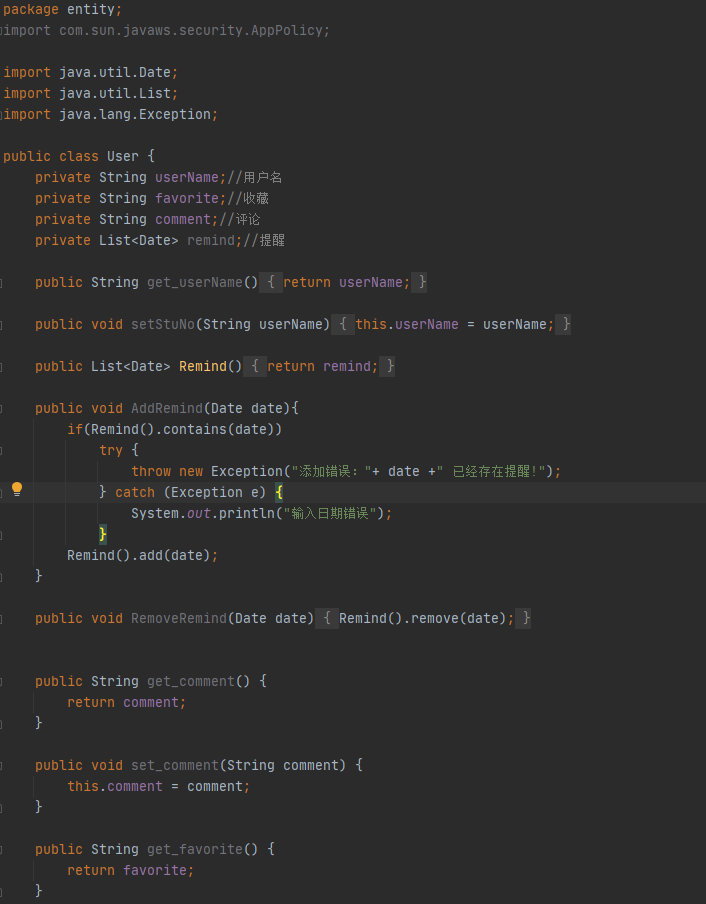 package entity;
import com.sun.javaws.security.AppPolicy;
import java.util.Date;
import java.util.List;
import java.lang.Exception;
public class User {
    private String userName;//用户名
    private String favorite;//收藏
    private String comment;//评论
    private List<Date> remind;//提醒
    public String get_userName() { return userName; }
    public void setStuNo(String userName) { this.userName = userName; }
    public List<Date> Remind() { return remind; }
    public void AddRemind(Date date){
        if(Remind().contains(date))
            try {
                throw new Exception("添加错误："+ date +" 已经存在提醒!");
            } catch (Exception e) {
                System.out.println("输入日期错误");
            }
        Remind().add(date);
    }
    public void RemoveRemind(Date date) { Remind().remove(date); }
    public String get_comment() {
        return comment;
    }
    public void set_comment(String comment) {
        this.comment = comment;
    }
    public String get_favorite() {
        return favorite;
    }